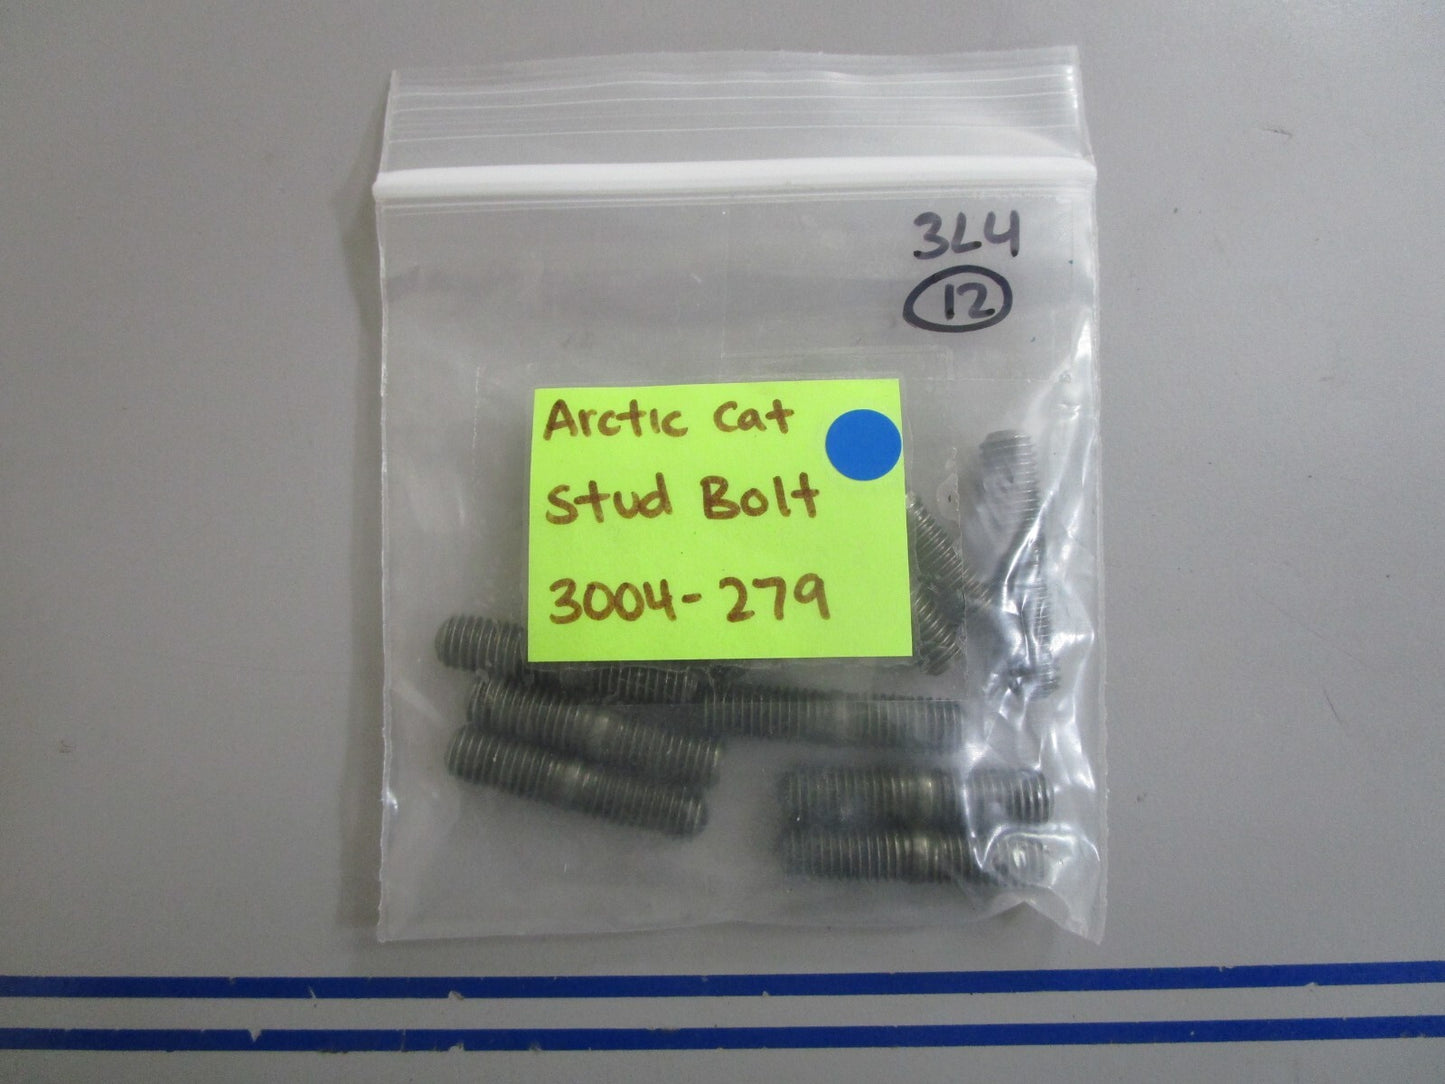 3L4
12
Arctic Cat
Stud Bolt
3004-279